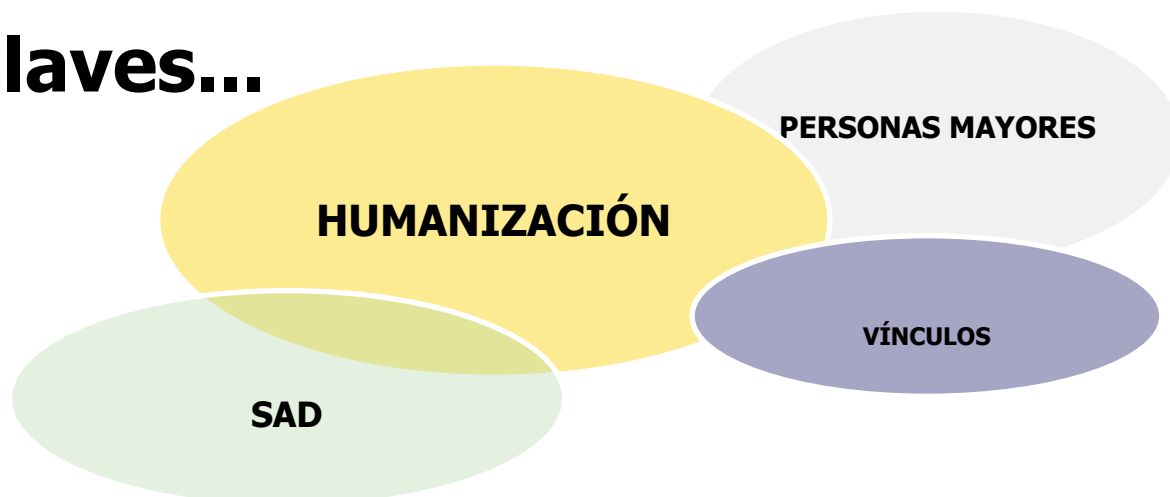 laves...
PERSONAS MAYORES
HUMANIZACIÓN
VÍNCULOS
SAD